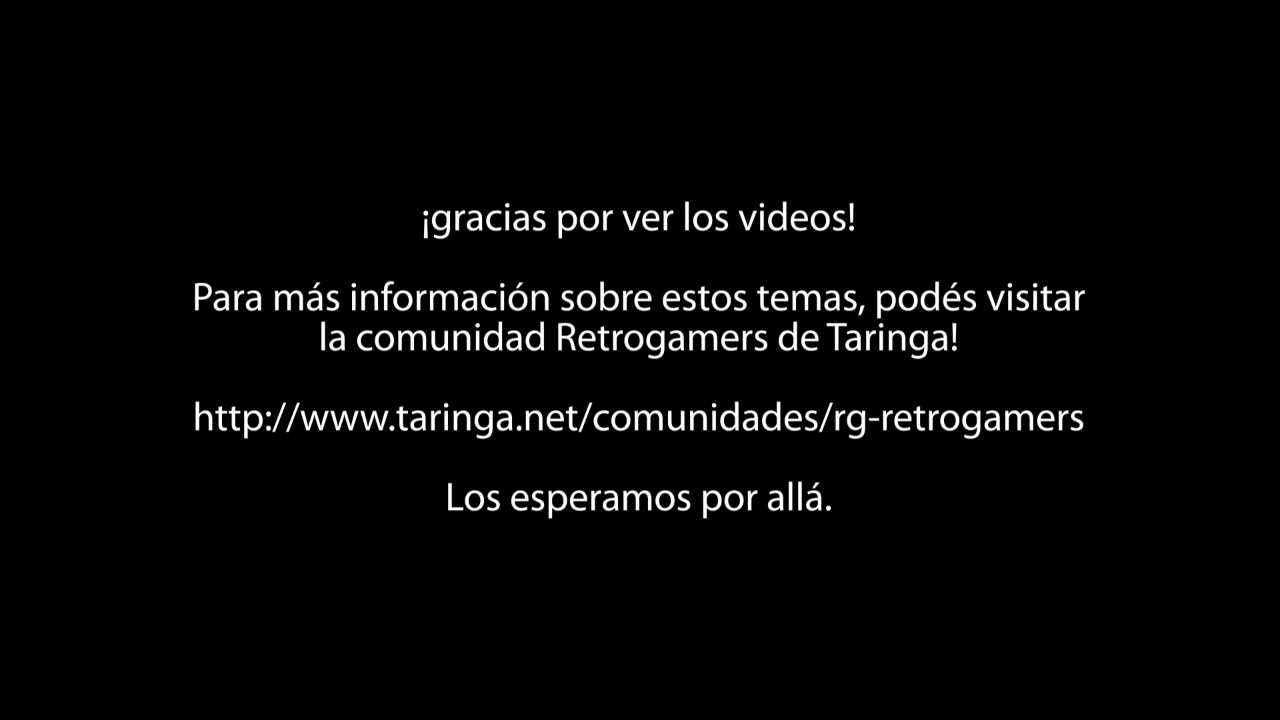 ¡gracias por ver los videos!
Para más información sobre estos temas, podés visitar
la comunidad Retrogamers de Taringa!
http://www.taringa.net/comunidades/rg-retrogamers
Los esperamos por allá.